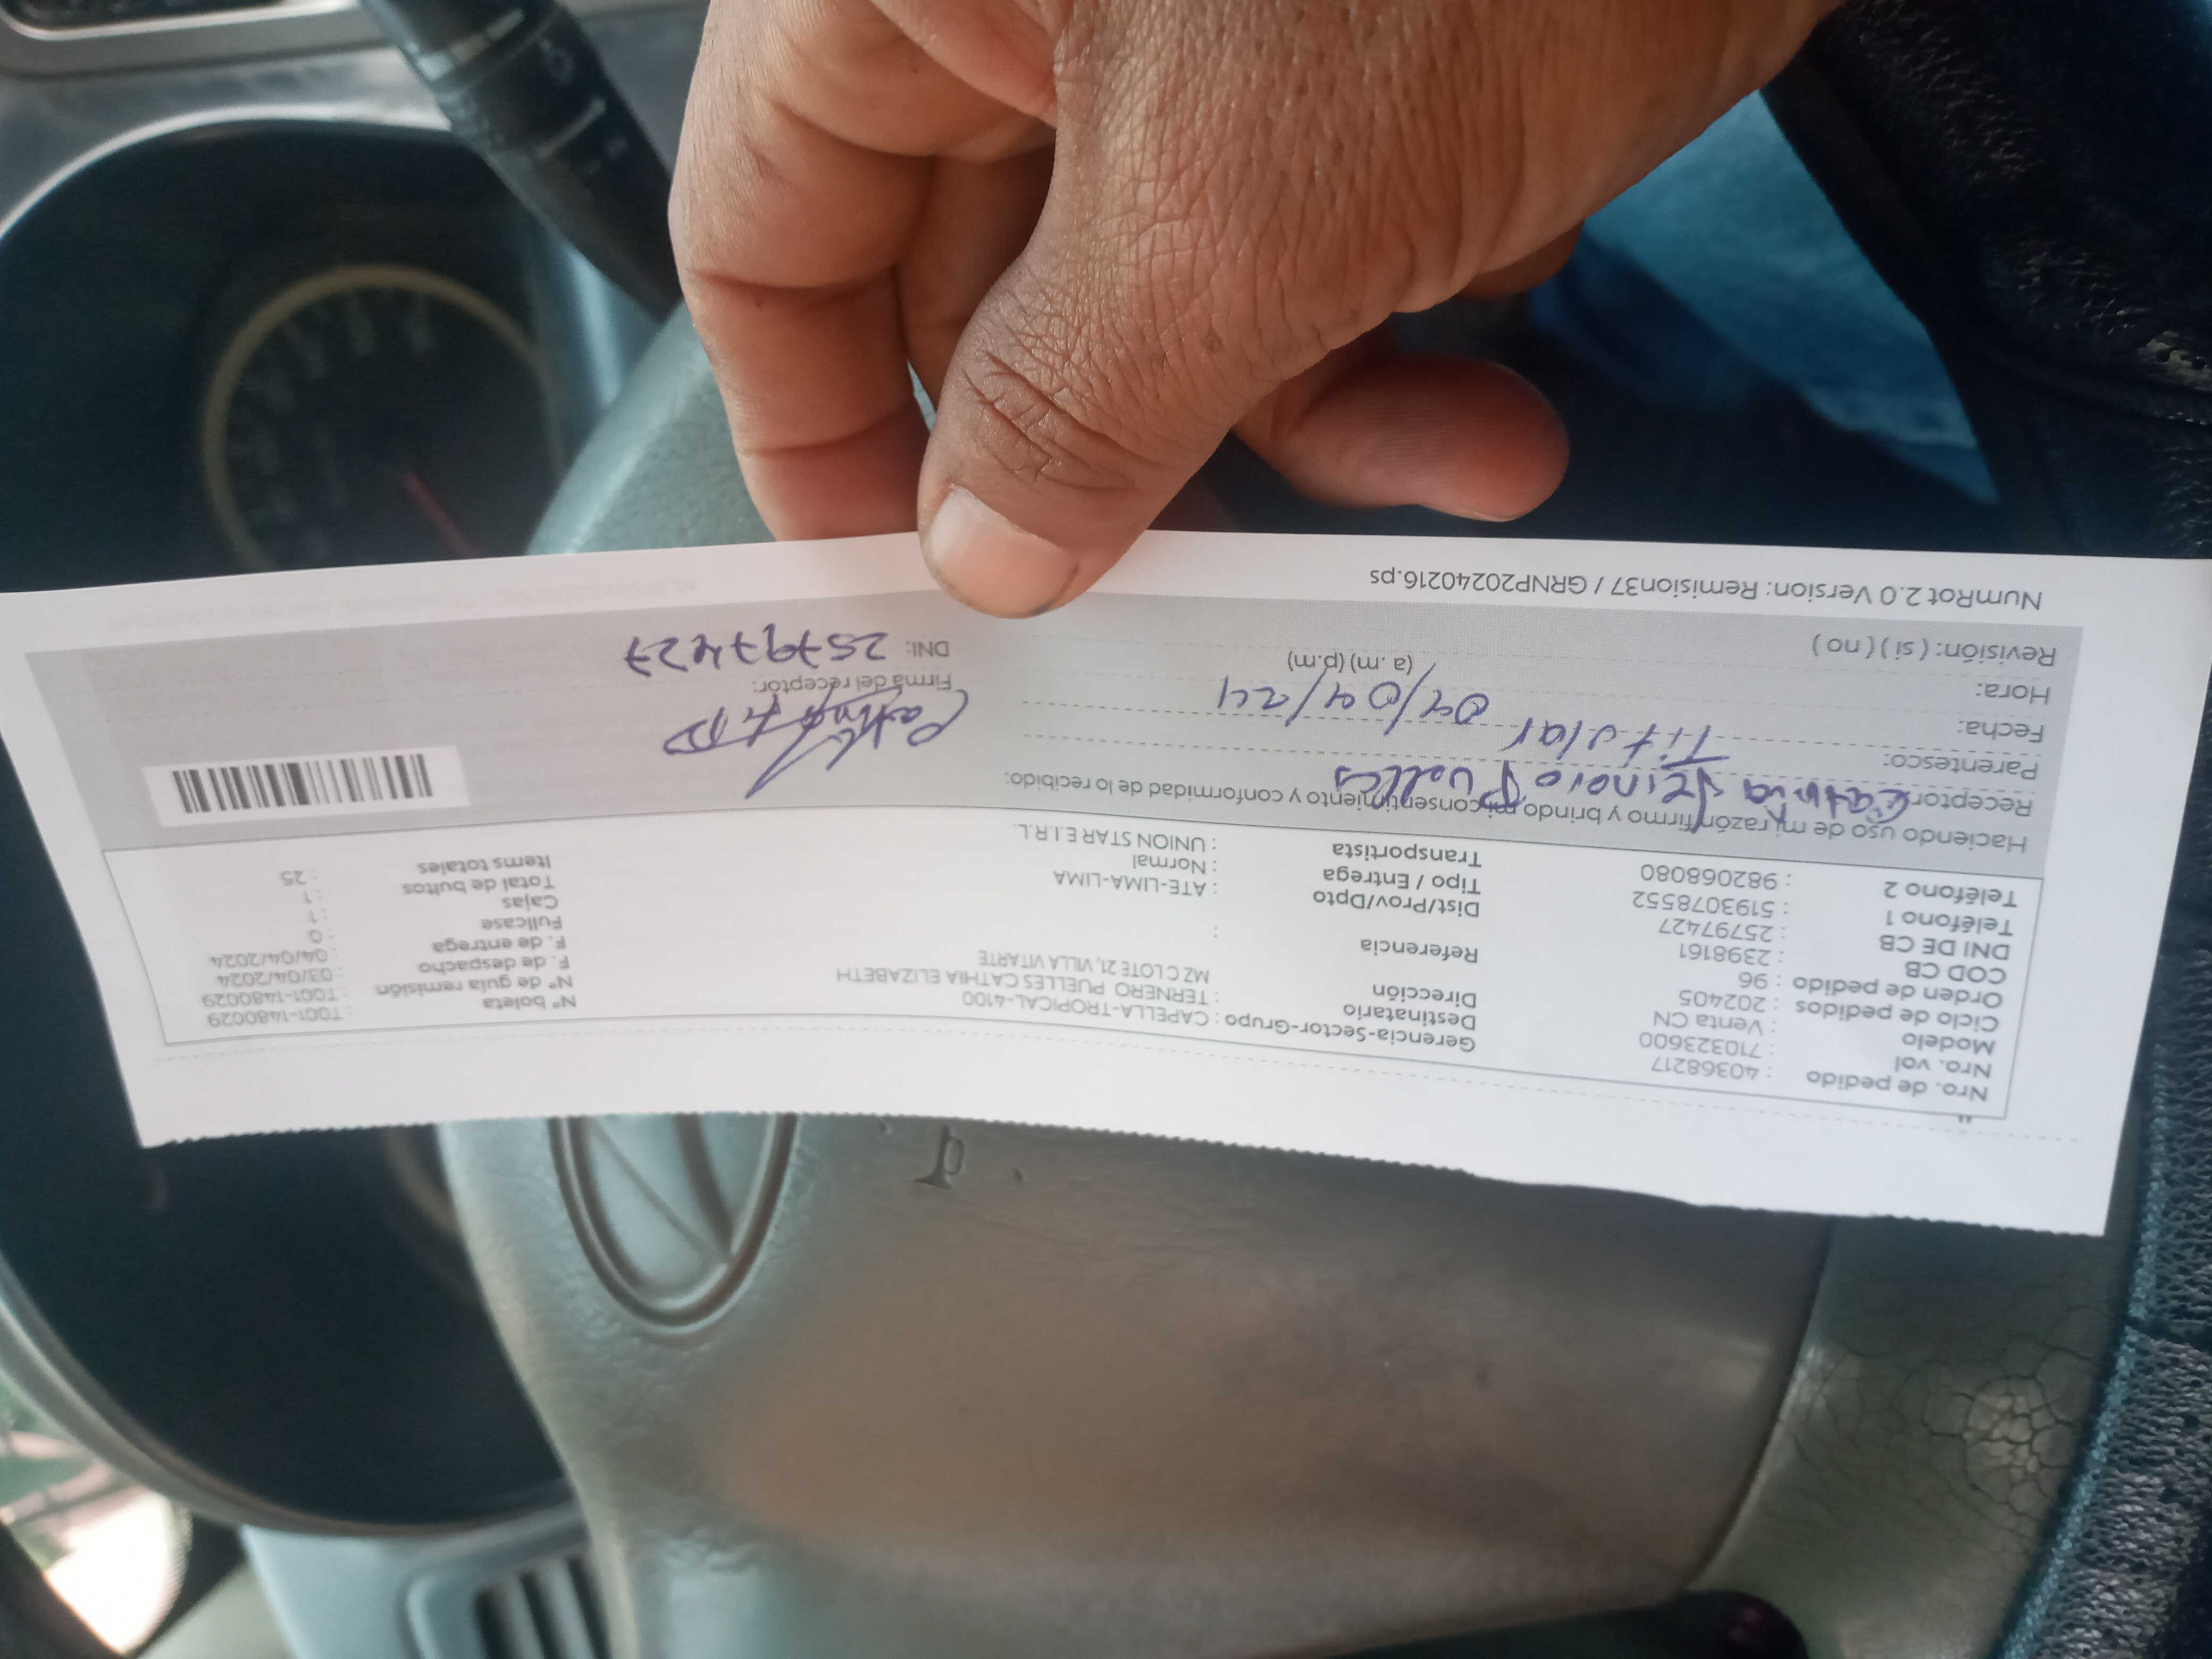 Nro. de pedido : 40368217
Nro. vol : 710323600
Modelo : Venta CN
Ciclo de pedidos : 202405
Orden de pedido : 96
COD CB : 2398161
DNI DE CB : 25797427
Teléfono 1 : 5193078552
Teléfono 2 : 982068080
Gerencia-Sector-Grupo : CAPELLA-TROPICAL-4100
Destinatario : TERNERO PUELLES CATHIA ELIZABETH
Dirección MZ C LOTE 21, VILLA VITARTE
Referencia :
Dist/Prov/Dpto : ATE-LIMA-LIMA
Tipo / Entrega : Normal
Transportista : UNION STAR E.I.R.L.
N° boleta : T001-1480029
N° de guía remisión : T001-1480029
F. de despacho : 03/04/2024
F. de entrega : 04/04/2024
Fullcase : 0
Cajas : 1
Total de bultos : 1
Items totales : 25
Haciendo uso de mi razón firmo y brindo mi consentimiento y conformidad de lo recibido:
Receptor: Cathia
Parentesco: Titular
Fecha: 04/04/24
Hora: (a. m) (p.m)
Revisión: ( si ) ( no )
Firma del receptor:
DNI: 25797427
NumRot 2.0 Version: Remision37 / GRNP20240216.ps